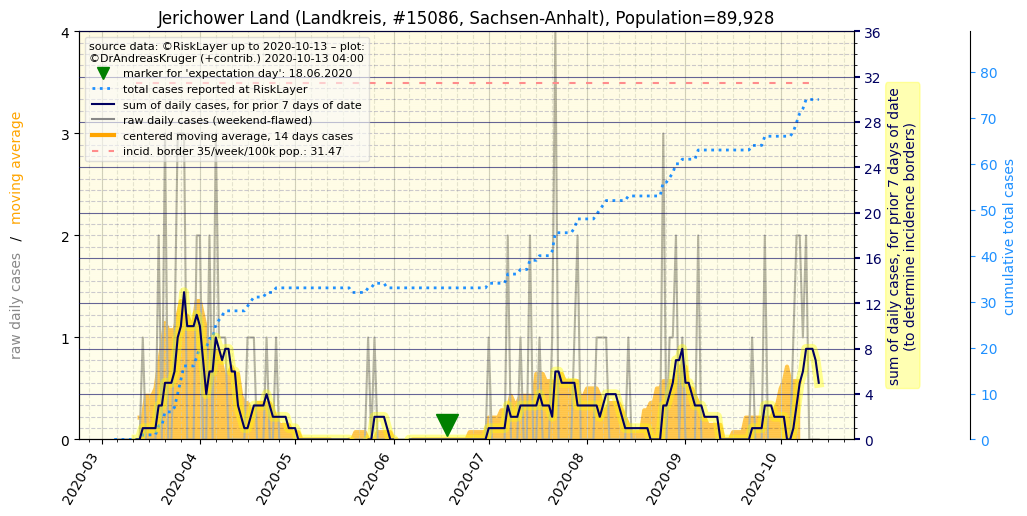 Jerichower Land (Landkreis, #15086, Sachsen-Anhalt), Population=89,928
source data: ©RiskLayer up to 2020-10-13 – plot:
©DrAndreasKruger (+contrib.) 2020-10-13 04:00
marker for 'expectation day': 18.06.2020
total cases reported at RiskLayer
sum of daily cases, for prior 7 days of date
raw daily cases (weekend-flawed)
centered moving average, 14 days cases
incid. border 35/week/100k pop.: 31.47
raw daily cases / moving average
4
3
2
1
0
2020-03
2020-04
2020-05
2020-06
2020-07
2020-08
2020-09
2020-10
36
32
28
24
20
16
12
8
4
0
sum of daily cases, for prior 7 days of date
(to determine incidence borders)
80
70
60
50
40
30
20
10
0
cumulative total cases